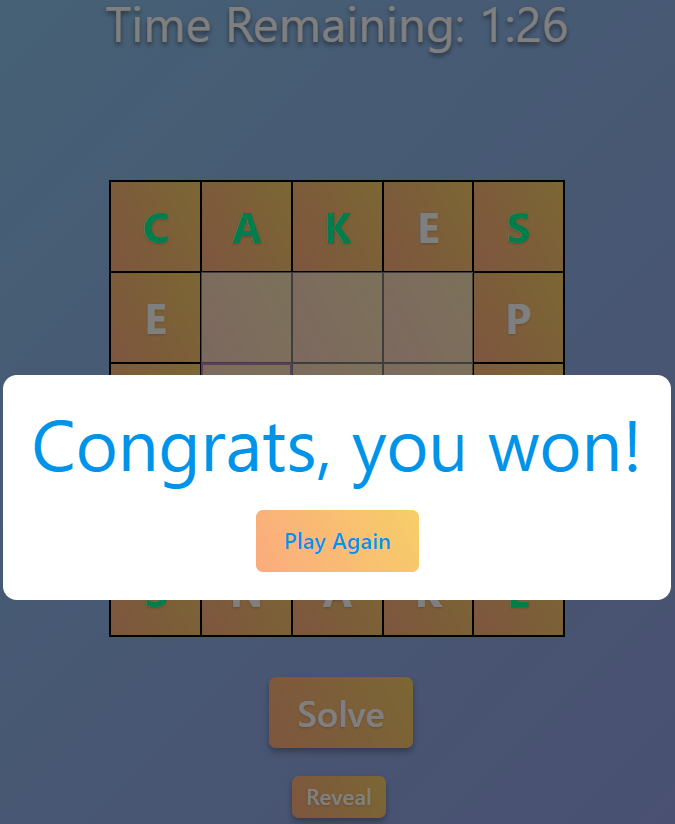 Time Remaining: 1:26
C A K E S
E P
Congrats, you won!
Play Again
S N A K E
Solve
Reveal